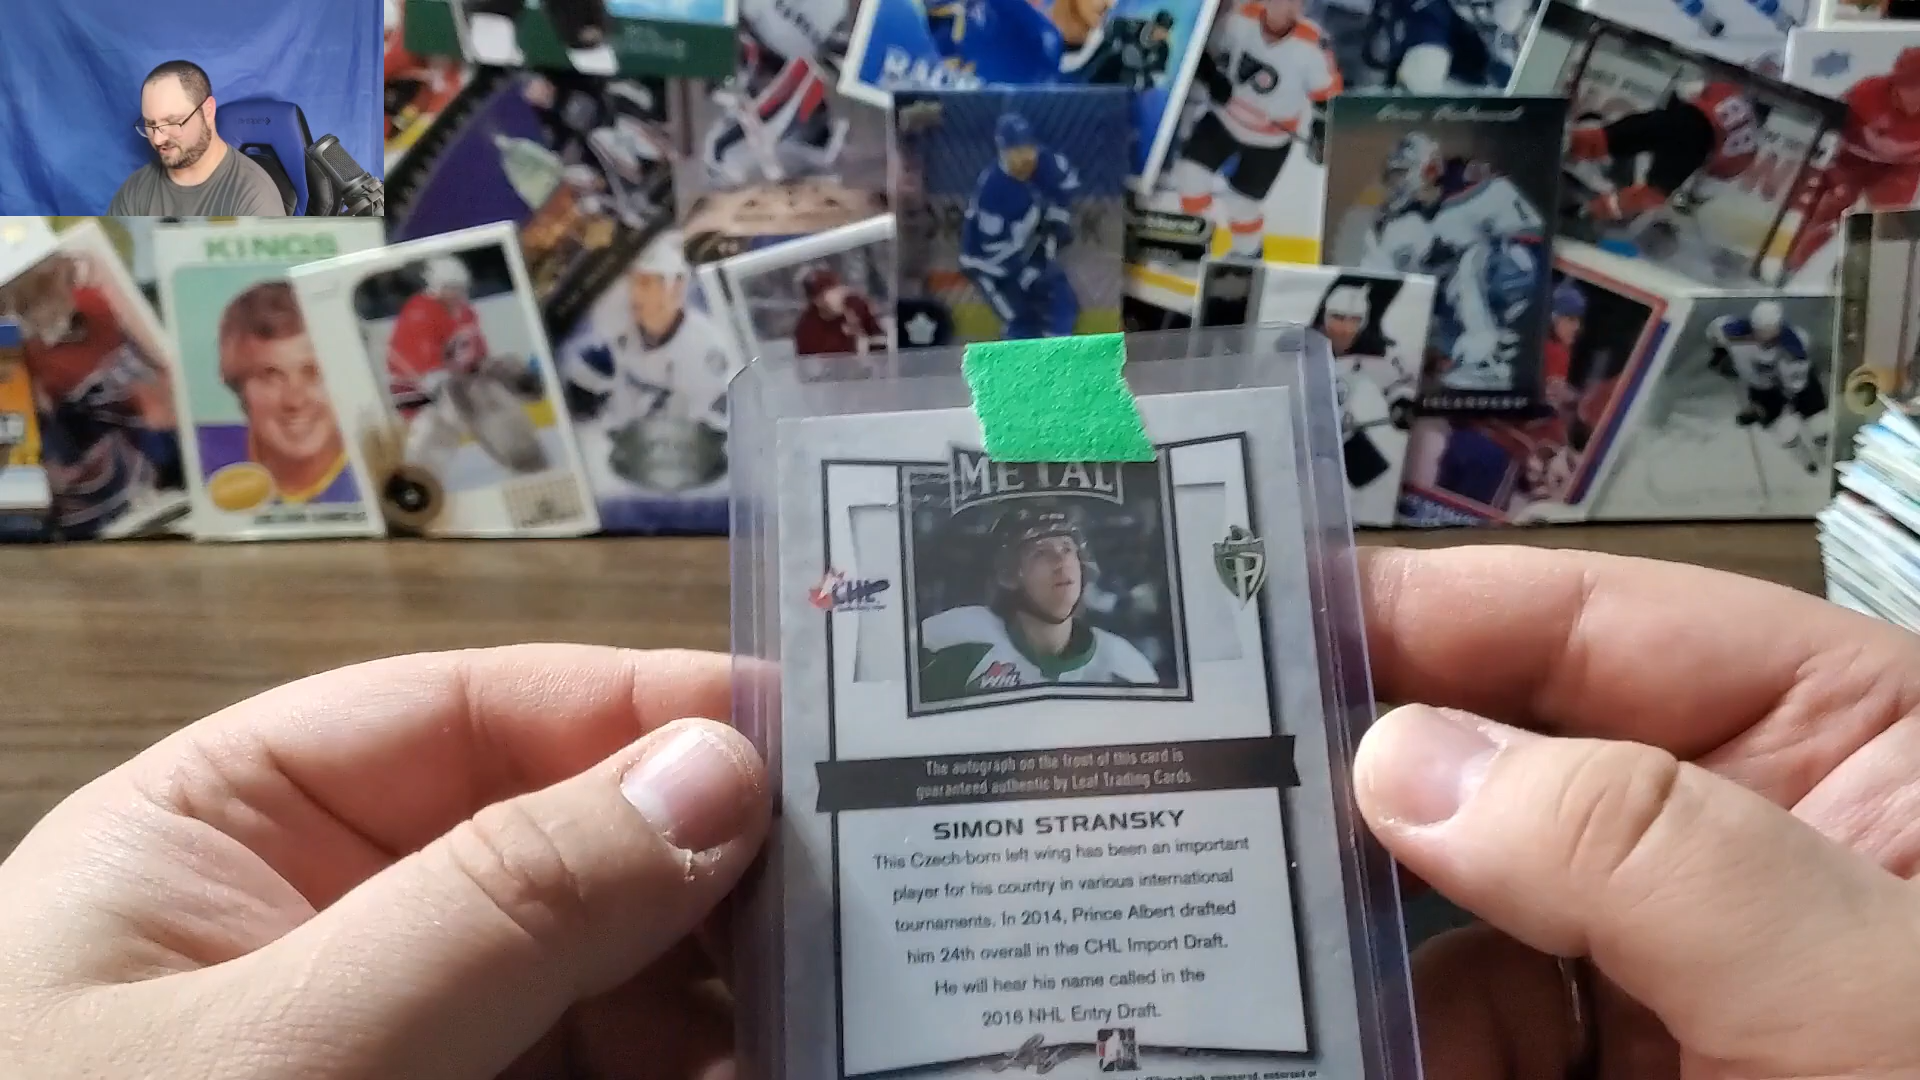 KINGS
METAL
CHL
WHL
The autograph on the front of this card is
guaranteed authentic by Leaf Trading Cards.
SIMON STRANSKY
This Czech-born left wing has been an important
player for his country in various international
tournaments. In 2014, Prince Albert drafted
him 24th overall in the CHL Import Draft.
He will hear his name called in the
2016 NHL Entry Draft.
Leaf